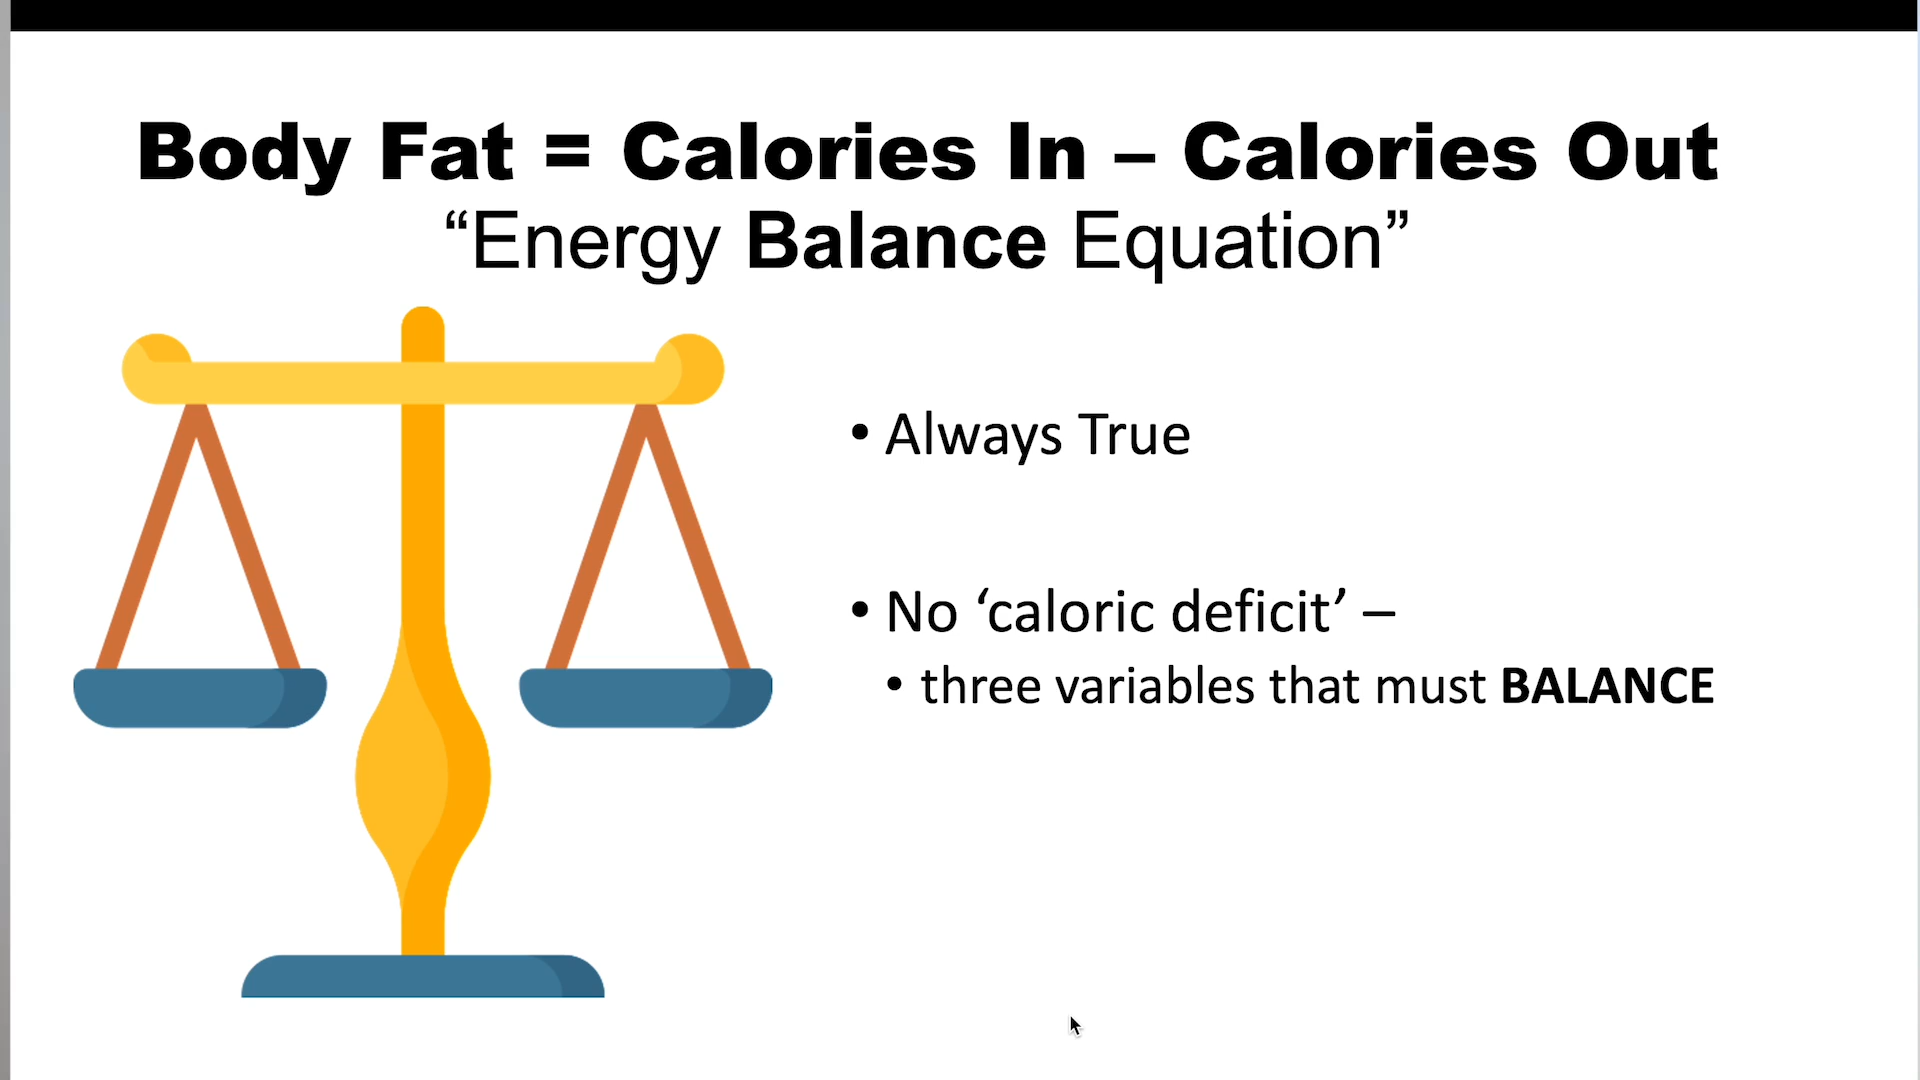 Body Fat = Calories In – Calories Out
“Energy Balance Equation”
• Always True
• No ‘caloric deficit’ –
• three variables that must BALANCE